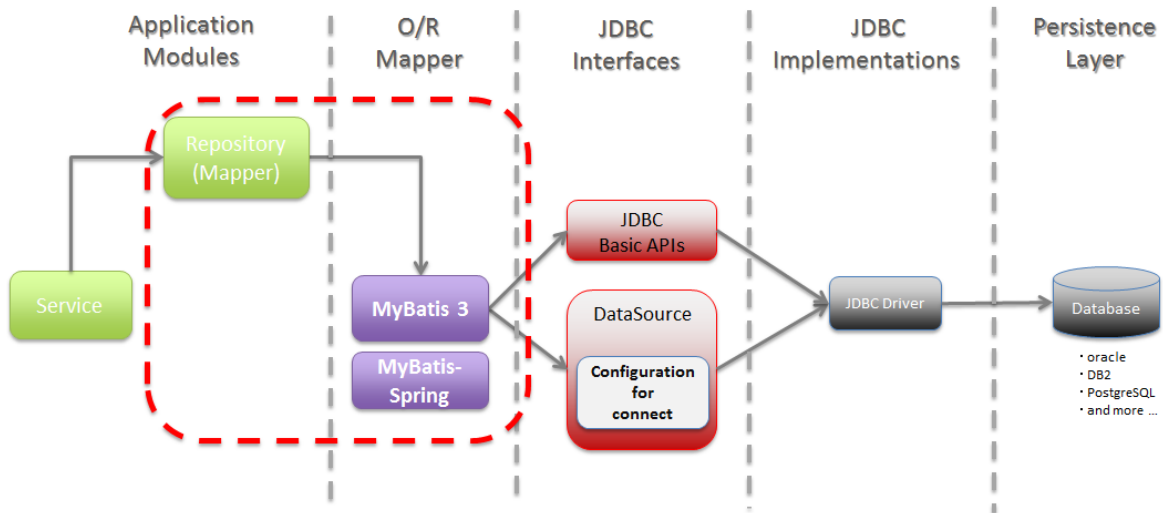 Application
Modules
O/R
Mapper
JDBC
Interfaces
JDBC
Implementations
Persistence
Layer
Repository
(Mapper)
Service
MyBatis 3
MyBatis-
Spring
JDBC
Basic APIs
DataSource
Configuration
for
connect
JDBC Driver
Database
・oracle
・DB2
・PostgreSQL
・and more ...